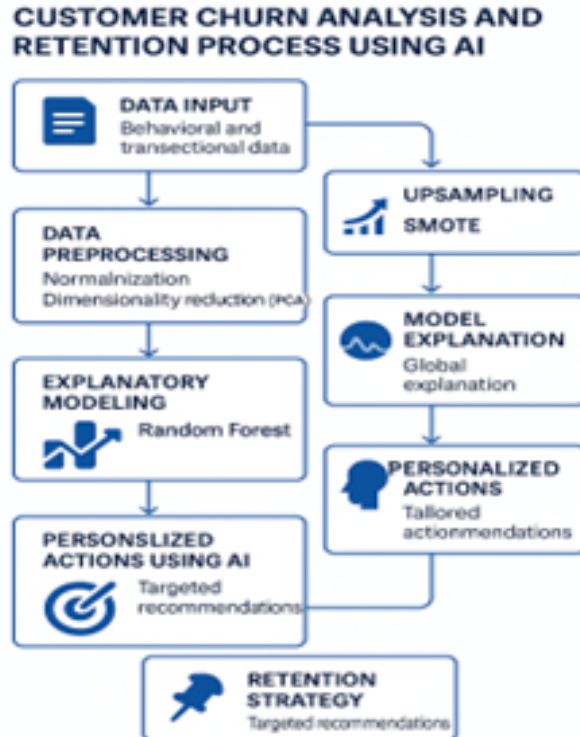 CUSTOMER CHURN ANALYSIS AND
RETENTION PROCESS USING AI
DATA INPUT
Behavioral and
transectional data
DATA
PREPROCESSING
Normalnization
Dimensionality reduction (PCA)
EXPLANATORY
MODELING
Random Forest
PERSONSLIZED
ACTIONS USING AI
Targeted
recommendations
UPSAMPLING
SMOTE
MODEL
EXPLANATION
Global
explanation
PERSONALIZED
ACTIONS
Tallored
actionmendations
RETENTION
STRATEGY
Targeted recommendations